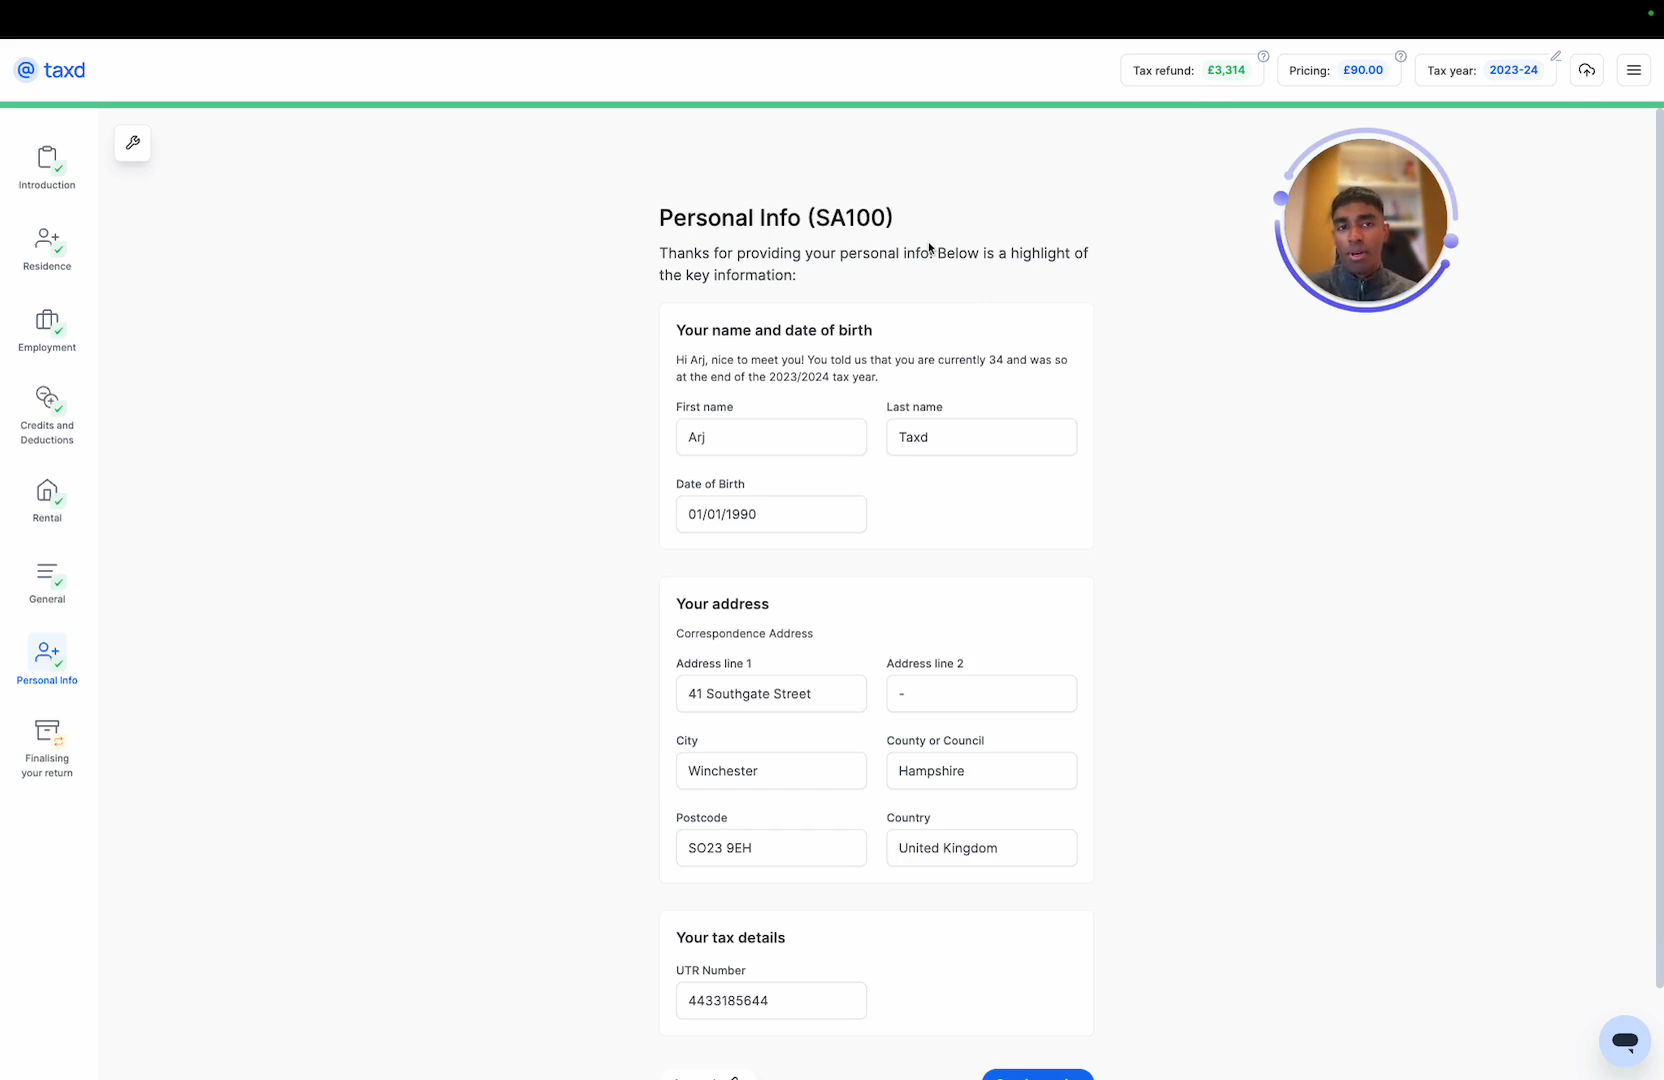 taxd
Tax refund: £3,314
Pricing: £90.00
Tax year: 2023-24
Introduction
Residence
Employment
Credits and
Deductions
Rental
General
Personal Info
Finalising
your return
Personal Info (SA100)
Thanks for providing your personal info! Below is a highlight of
the key information:
Your name and date of birth
Hi Arj, nice to meet you! You told us that you are currently 34 and was so
at the end of the 2023/2024 tax year.
First name
Last name
Arj
Taxd
Date of Birth
01/01/1990
Your address
Correspondence Address
Address line 1
Address line 2
41 Southgate Street
-
City
County or Council
Winchester
Hampshire
Postcode
Country
SO23 9EH
United Kingdom
Your tax details
UTR Number
4433185644